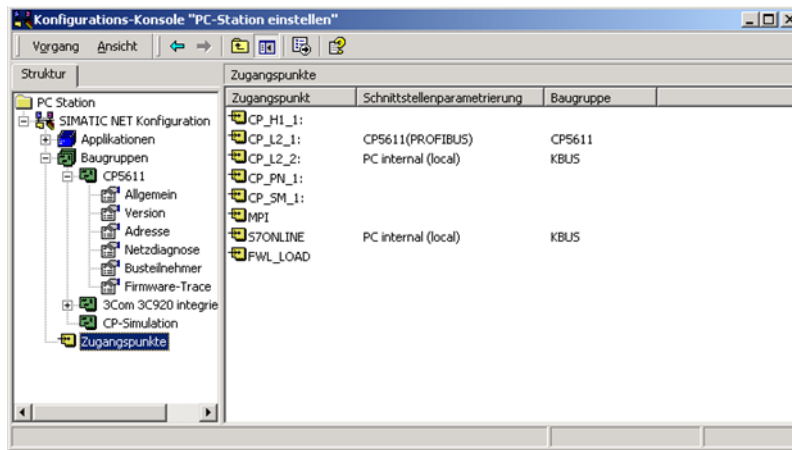 Konfigurations-Konsole "PC-Station einstellen"
Vorgang Ansicht
Struktur
Zugangspunkte
PC Station
SIMATIC NET Konfiguration
Applikationen
Baugruppen
CP5611
Allgemein
Version
Adresse
Netzdiagnose
Busteilnehmer
Firmware-Trace
3Com 3C920 integrie
CP-Simulation
Zugangspunkte
Zugangspunkt Schnittstellenparametrierung Baugruppe
CP_H1_1:
CP_L2_1: CP5611(PROFIBUS) CP5611
CP_L2_2: PC internal (local) KBUS
CP_PN_1:
CP_SM_1:
MPI
S7ONLINE PC internal (local) KBUS
FWL_LOAD